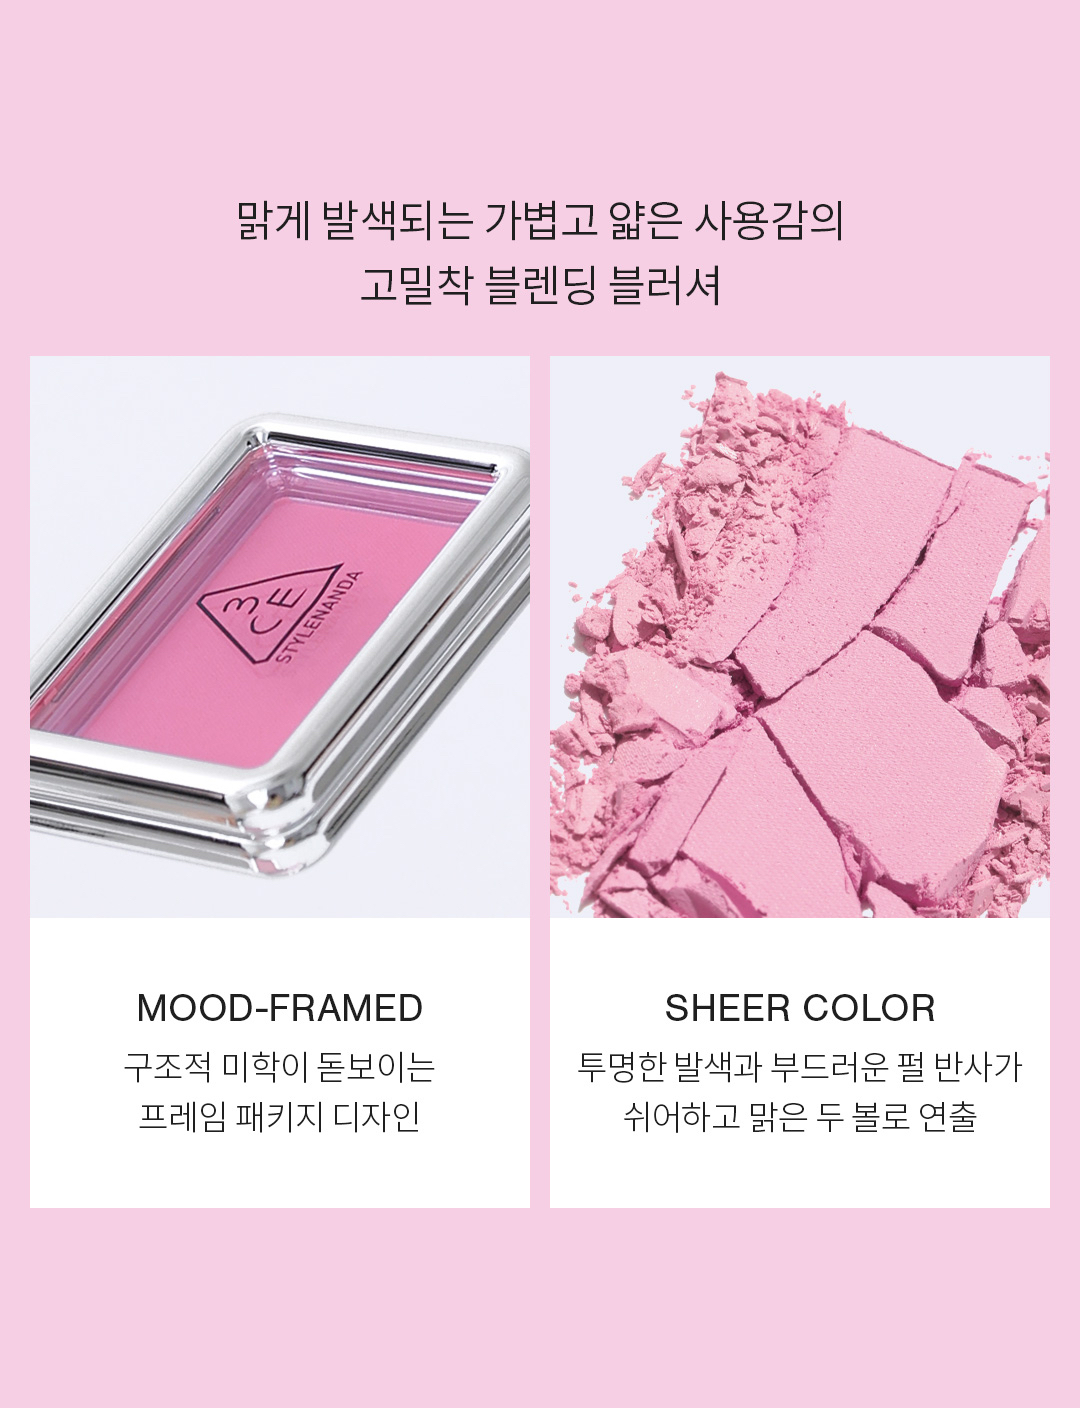 맑게 발색되는 가볍고 얇은 사용감의
고밀착 블렌딩 블러셔
3CE
STYLENANDA
MOOD-FRAMED
구조적 미학이 돋보이는
프레임 패키지 디자인
SHEER COLOR
투명한 발색과 부드러운 펄 반사가
쉬어하고 맑은 두 볼로 연출